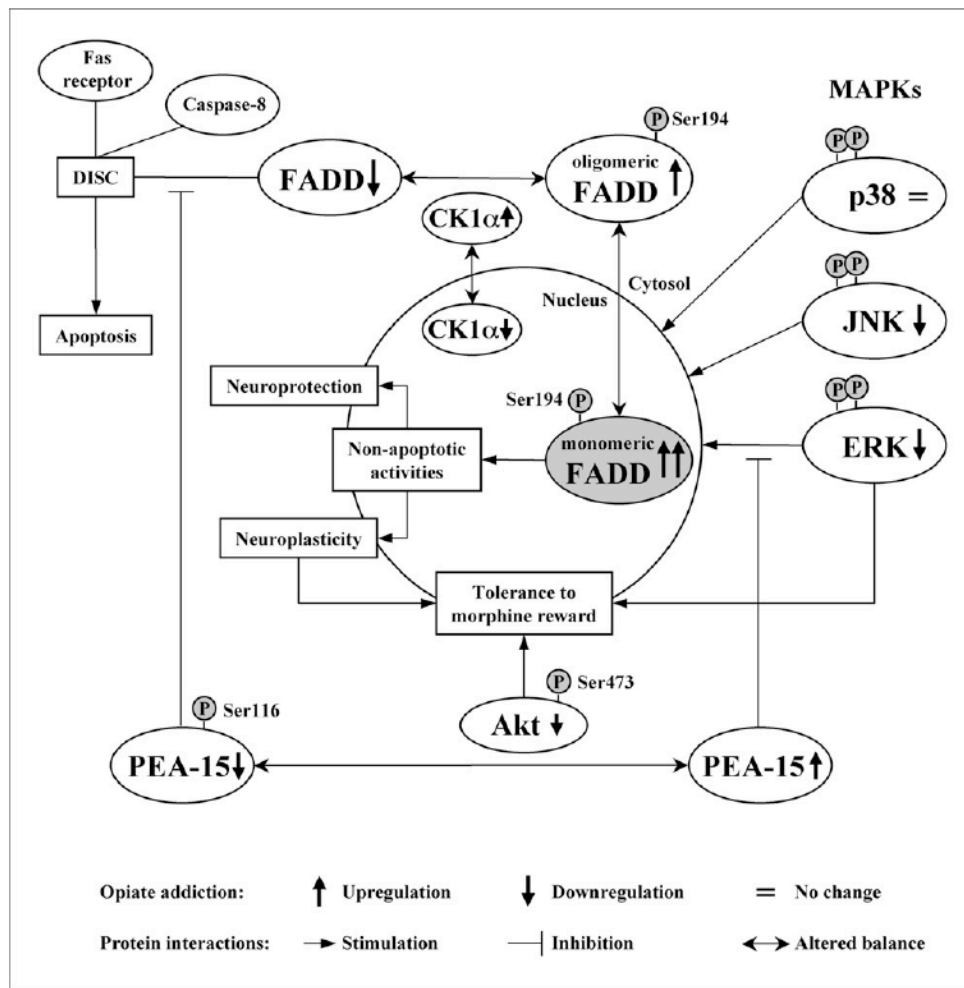 Fas
receptor
Caspase-8
MAPKs
P Ser194
P P
DISC
FADD↓
oligomeric
FADD ↑
p38 =
CK1α↑
P P
Cytosol
Nucleus
JNK ↓
CK1α↓
Apoptosis
P P
Neuroprotection
Ser194 P
monomeric
FADD ↑↑
ERK ↓
Non-apoptotic
activities
Neuroplasticity
Tolerance to
morphine reward
P Ser473
Akt ↓
P Ser116
PEA-15↓
PEA-15↑
Opiate addiction: ↑ Upregulation ↓ Downregulation = No change
Protein interactions: → Stimulation ⊣ Inhibition ↔ Altered balance